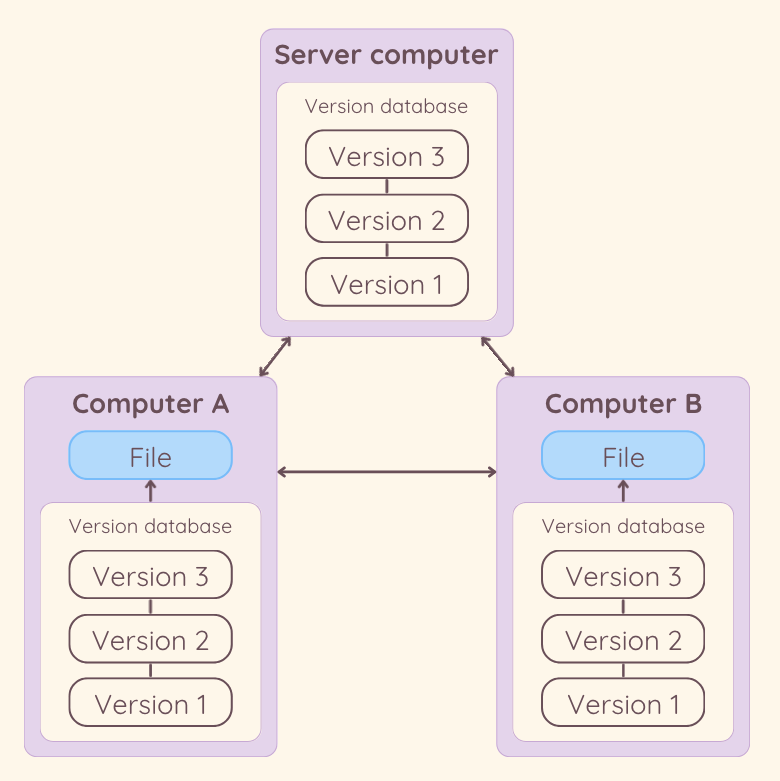 Server computer
Version database
Version 3
Version 2
Version 1
Computer A
File
Version database
Version 3
Version 2
Version 1
Computer B
File
Version database
Version 3
Version 2
Version 1